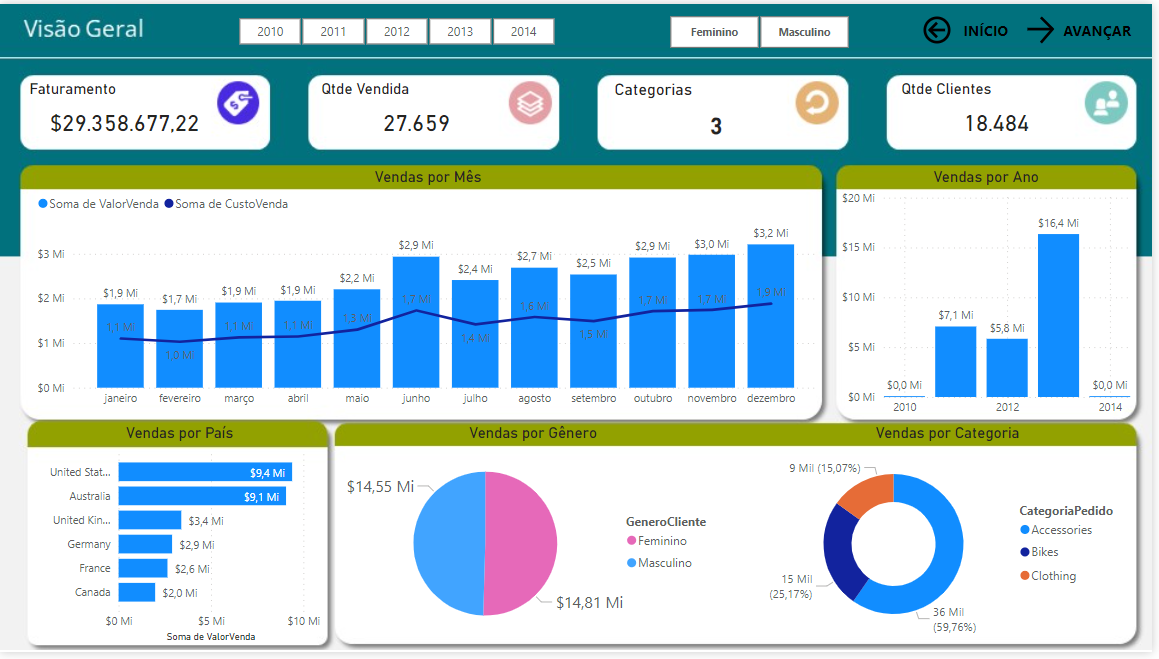 Visão Geral
2010 2011 2012 2013 2014
Feminino Masculino
INÍCIO AVANÇAR
Faturamento
$29.358.677,22
Qtde Vendida
27.659
Categorias
3
Qtde Clientes
18.484
Vendas por Mês
Soma de ValorVenda Soma de CustoVenda
$3 Mi
$2 Mi
$1 Mi
$0 Mi
$1,9 Mi $1,7 Mi $1,9 Mi $1,9 Mi $2,2 Mi $2,9 Mi $2,4 Mi $2,7 Mi $2,5 Mi $2,9 Mi $3,0 Mi $3,2 Mi
1,1 Mi 1,0 Mi 1,1 Mi 1,1 Mi 1,3 Mi 1,7 Mi 1,4 Mi 1,6 Mi 1,5 Mi 1,7 Mi 1,7 Mi 1,9 Mi
janeiro fevereiro março abril maio junho julho agosto setembro outubro novembro dezembro
Vendas por Ano
$20 Mi
$15 Mi
$10 Mi
$5 Mi
$0 Mi
$0,0 Mi $7,1 Mi $5,8 Mi $16,4 Mi $0,0 Mi
2010 2012 2014
Vendas por País
United Stat... $9,4 Mi
Australia $9,1 Mi
United Kin... $3,4 Mi
Germany $2,9 Mi
France $2,6 Mi
Canada $2,0 Mi
$0 Mi $5 Mi $10 Mi
Soma de ValorVenda
Vendas por Gênero
$14,55 Mi
$14,81 Mi
GeneroCliente
Feminino
Masculino
Vendas por Categoria
9 Mil (15,07%)
15 Mil
(25,17%)
36 Mil
(59,76%)
CategoriaPedido
Accessories
Bikes
Clothing